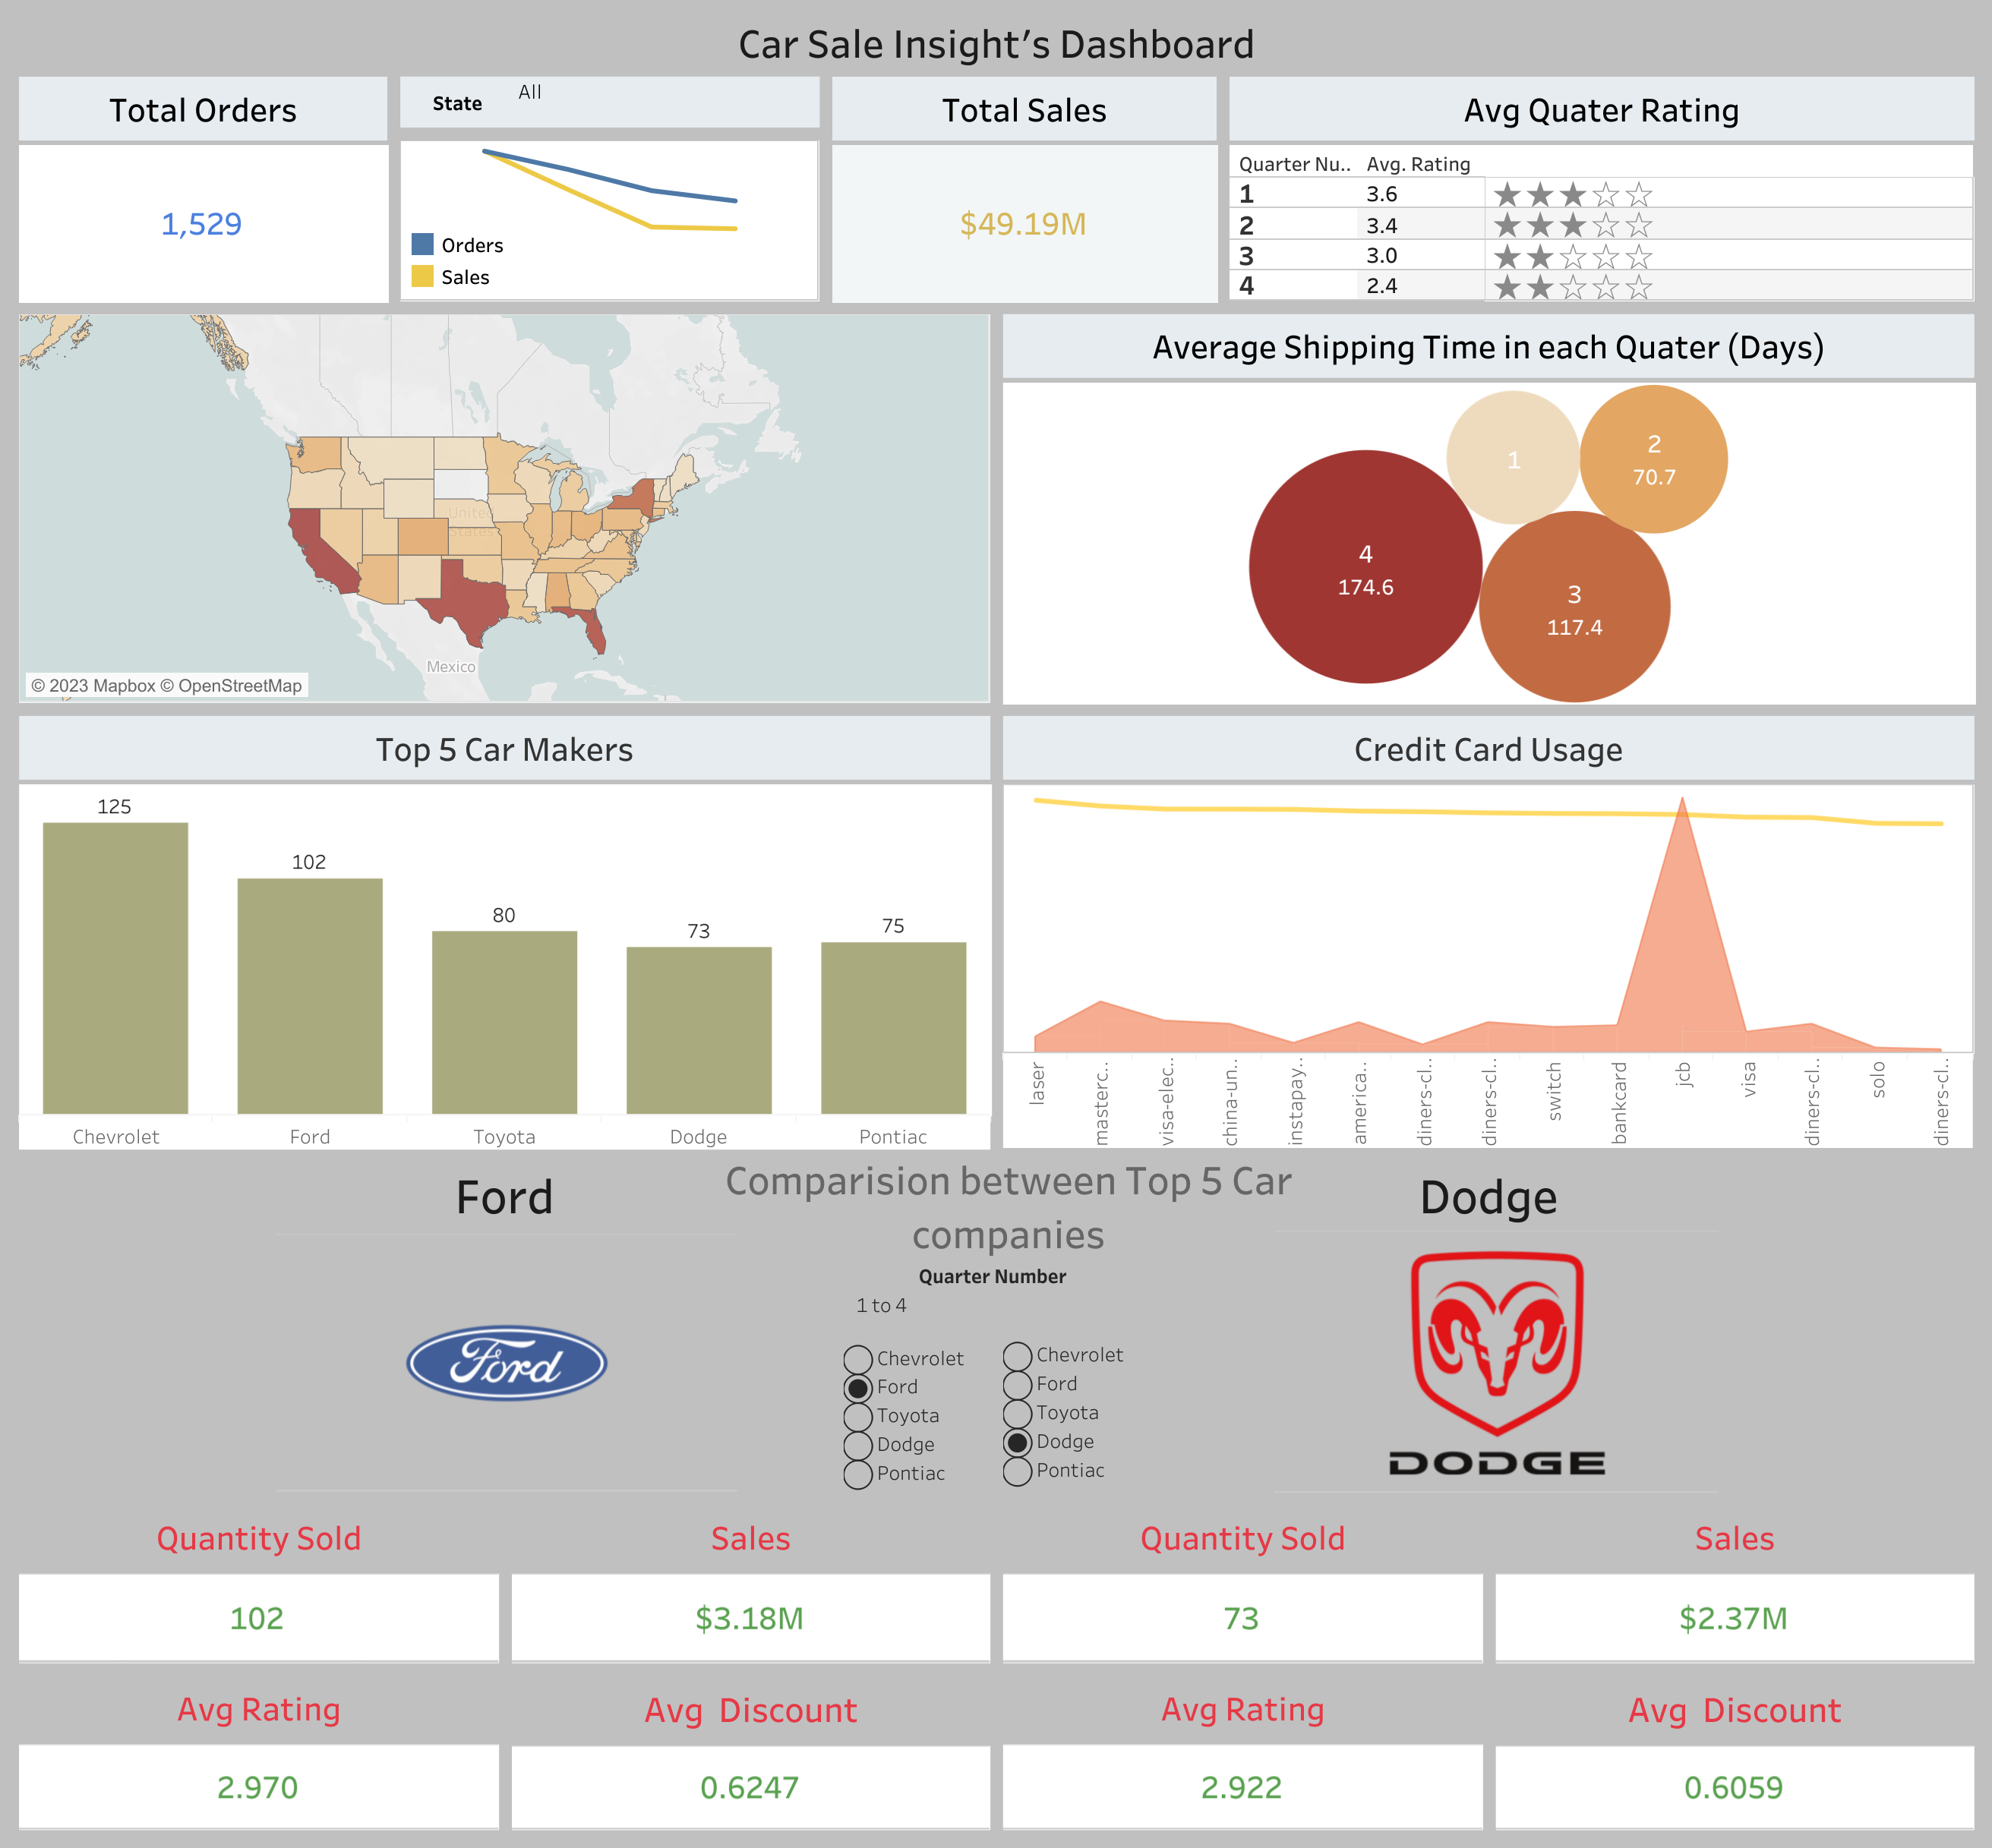 Car Sale Insight’s Dashboard
Total Orders
State
All
Total Sales
Avg Quater Rating
1,529
Orders
Sales
$49.19M
Quarter Nu.. Avg. Rating
1 3.6
2 3.4
3 3.0
4 2.4
United
States
Mexico
© 2023 Mapbox © OpenStreetMap
Average Shipping Time in each Quater (Days)
1
2
70.7
4
174.6
3
117.4
Top 5 Car Makers
125
102
80
73
75
Chevrolet
Ford
Toyota
Dodge
Pontiac
Credit Card Usage
laser
masterc..
visa-elec..
china-un..
instapay..
america..
diners-cl..
diners-cl..
switch
bankcard
jcb
visa
diners-cl..
solo
diners-cl..
Ford
Comparision between Top 5 Car
companies
Dodge
Quarter Number
1 to 4
Chevrolet
Ford
Toyota
Dodge
Pontiac
Chevrolet
Ford
Toyota
Dodge
Pontiac
Ford
DODGE
Quantity Sold
Sales
Quantity Sold
Sales
102
$3.18M
73
$2.37M
Avg Rating
Avg Discount
Avg Rating
Avg Discount
2.970
0.6247
2.922
0.6059